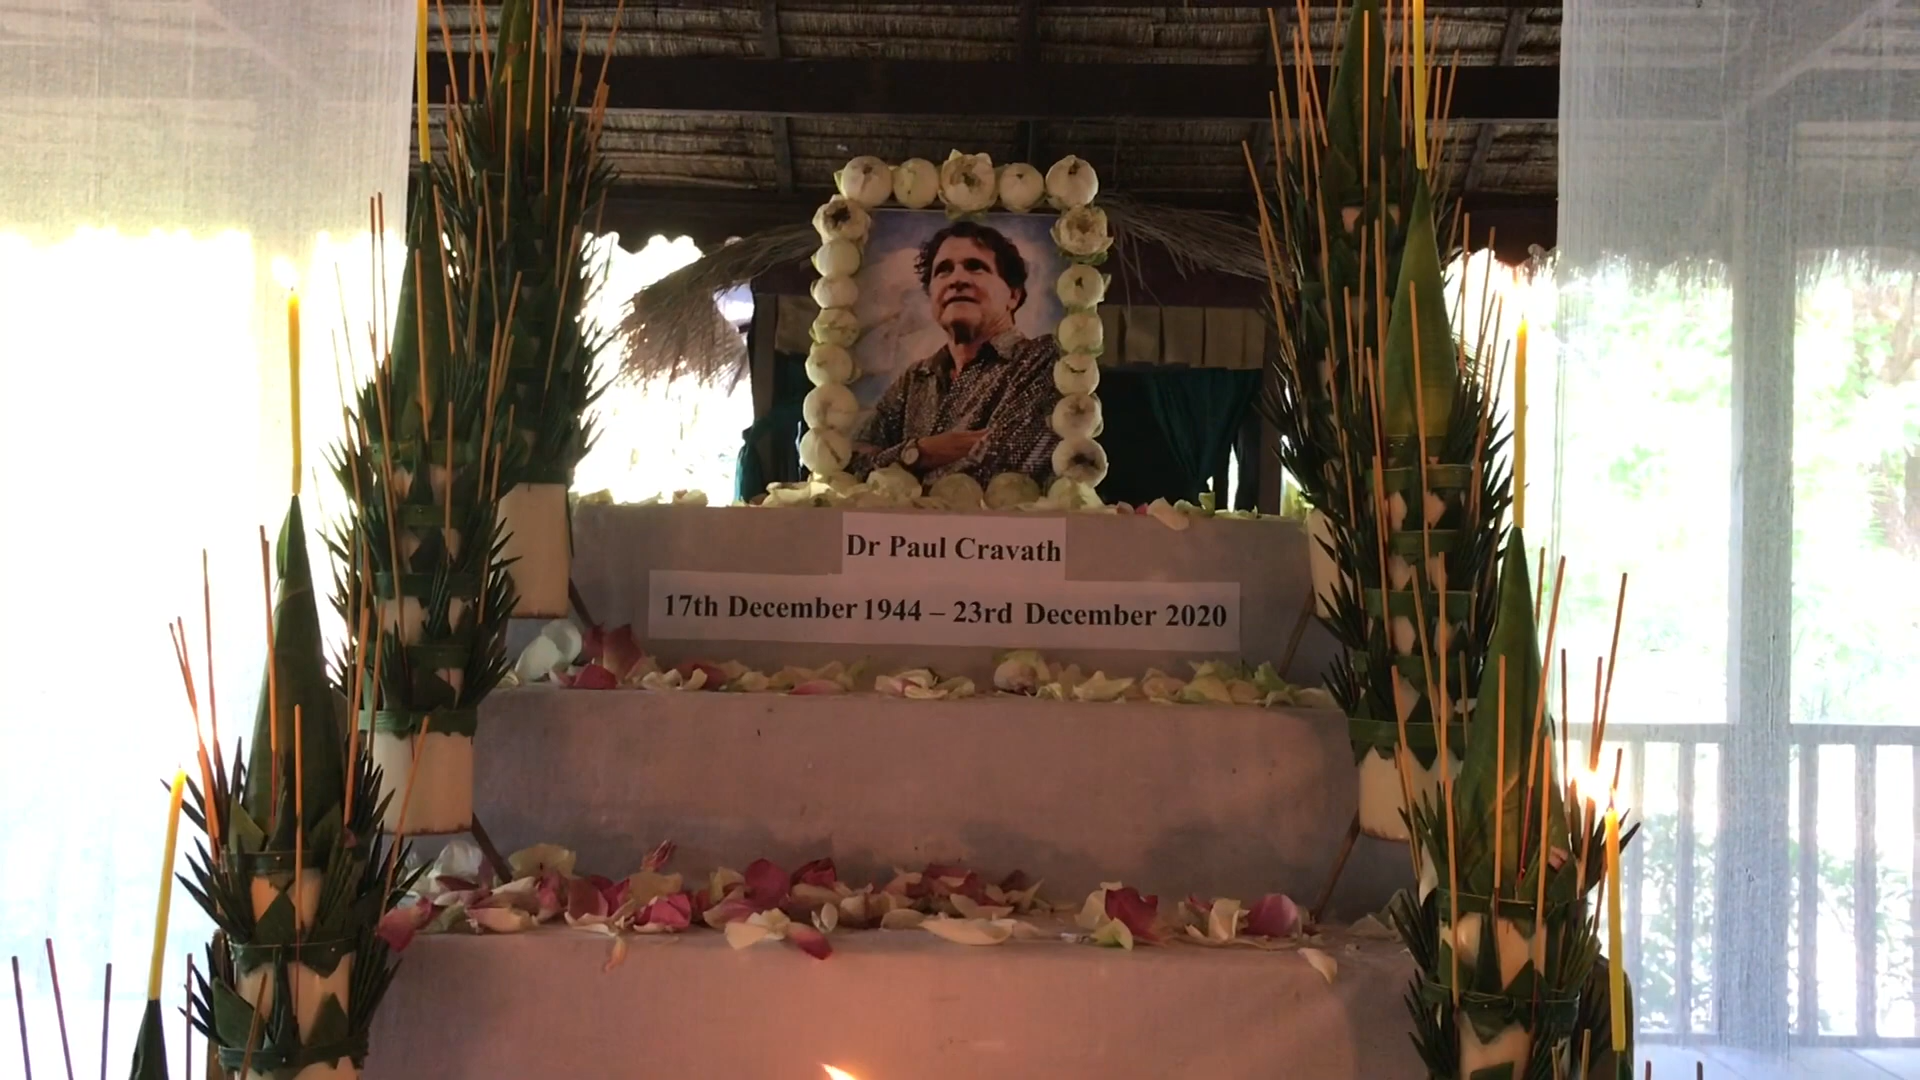 Dr Paul Cravath
17th December 1944 – 23rd December 2020